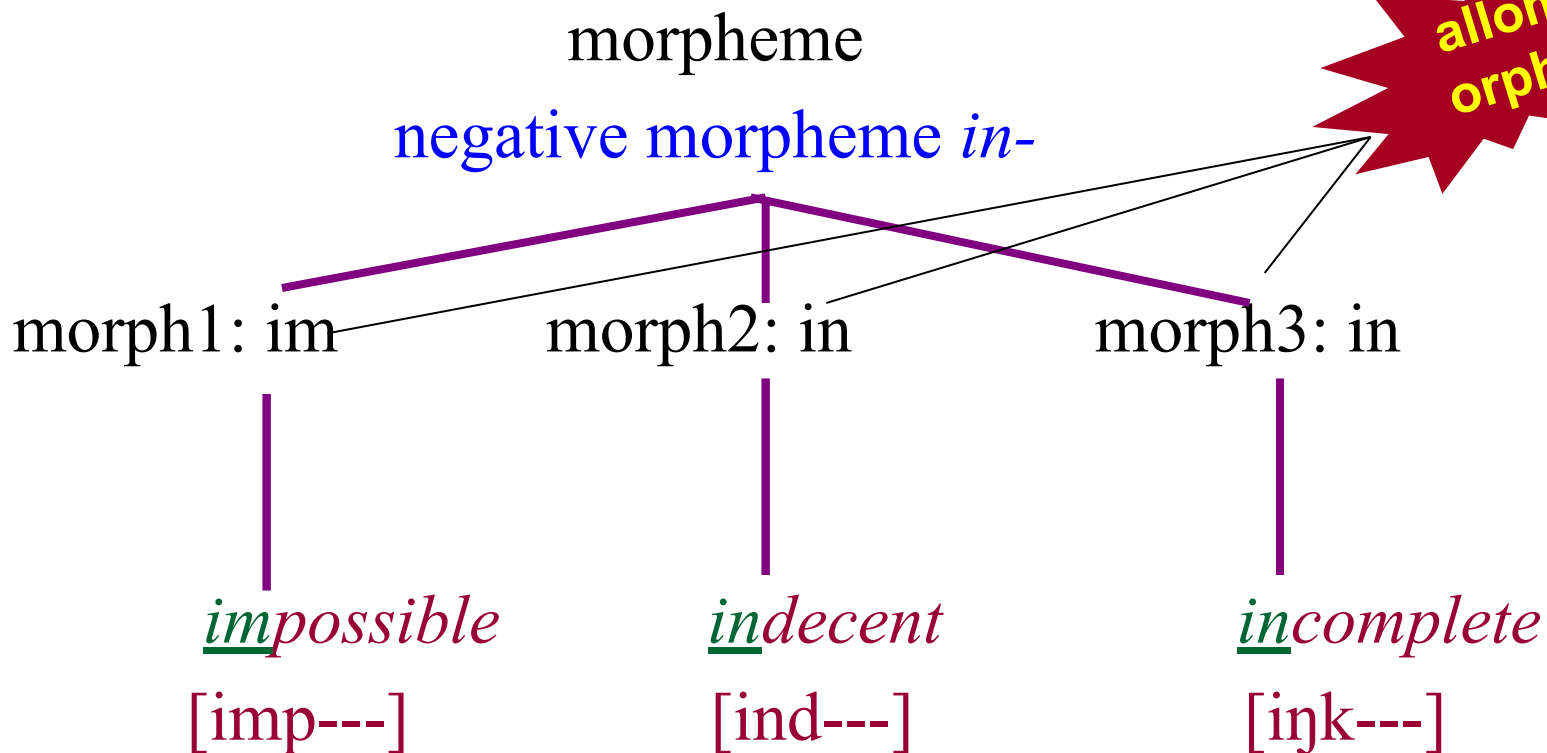 morpheme
negative morpheme in-
morph1: im
morph2: in
morph3: in
impossible
indecent
incomplete
[imp---]
[ind---]
[iŋk---]